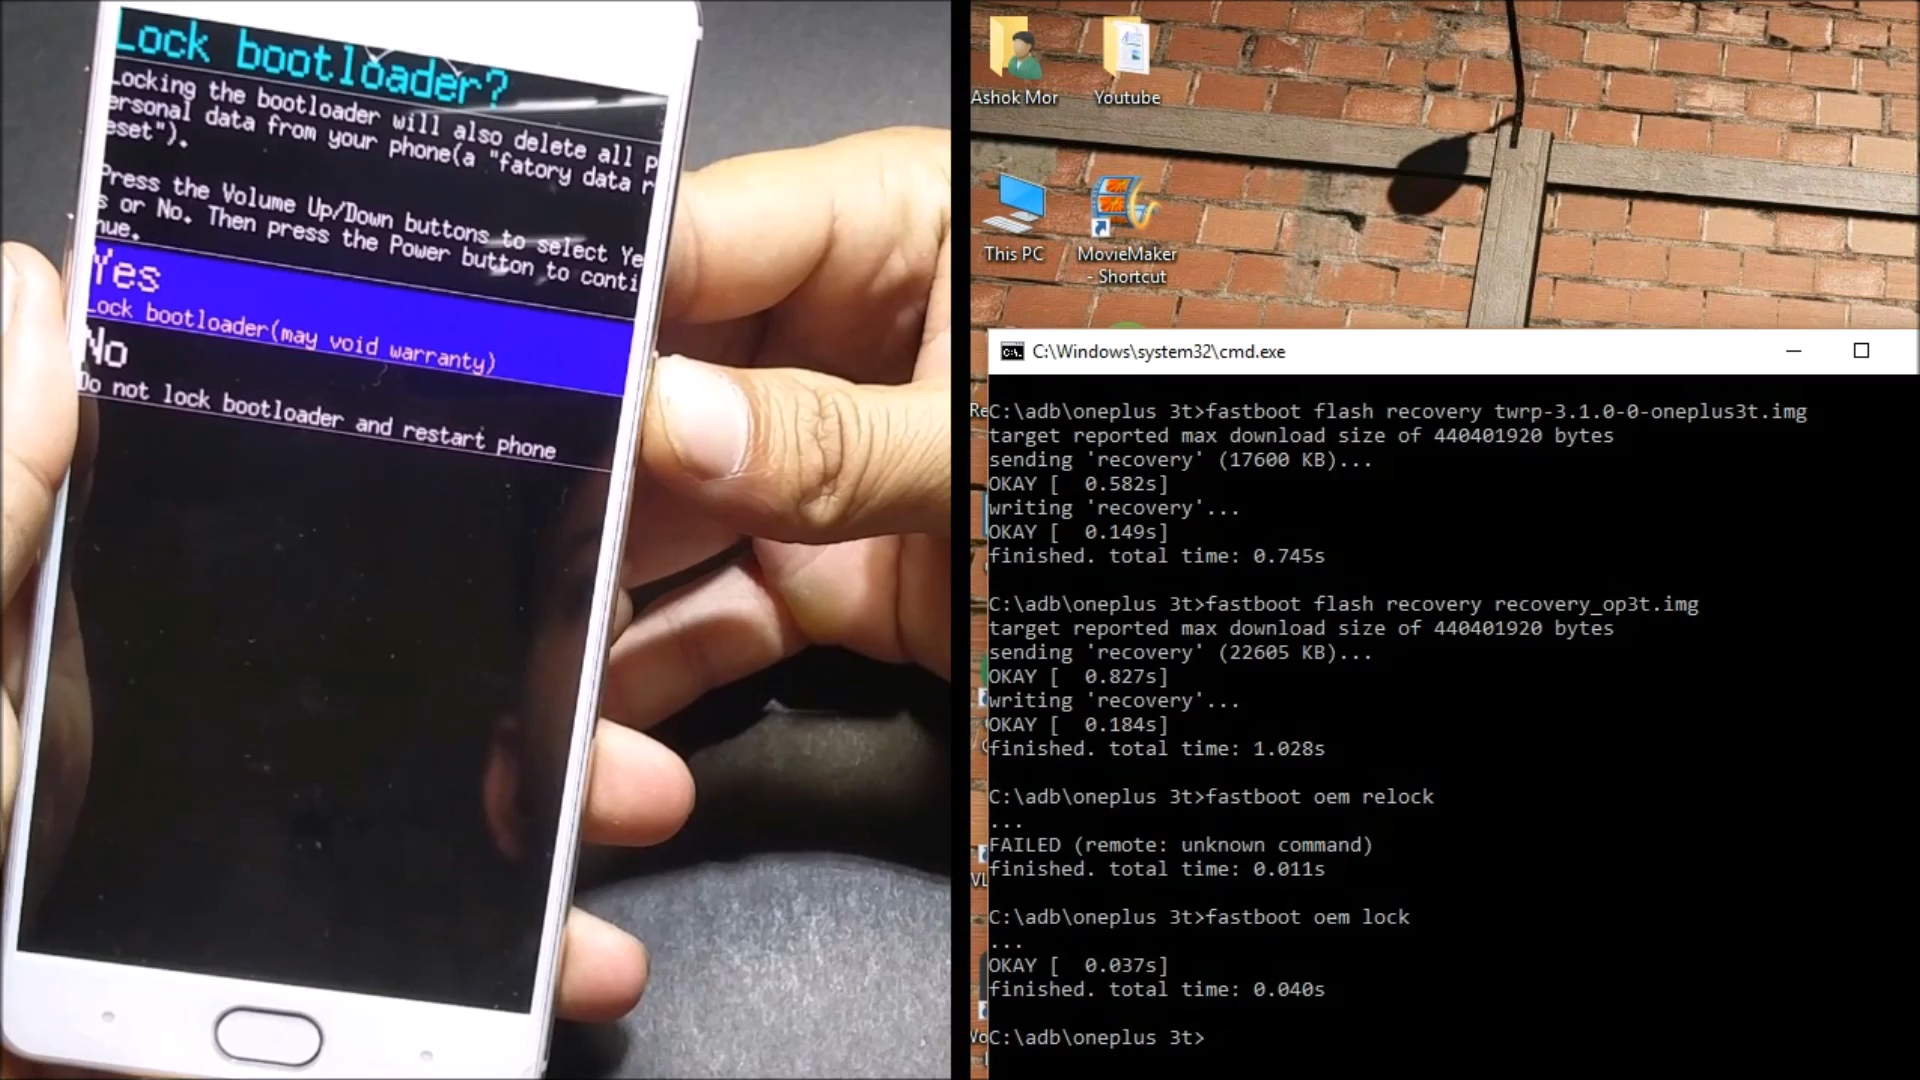 Lock bootloader?
Locking the bootloader will also delete all p
ersonal data from your phone(a "fatory data r
eset").
Press the Volume Up/Down buttons to select Ye
s or No. Then press the Power button to conti
nue.
Yes
Lock bootloader(may void warranty)
No
Do not lock bootloader and restart phone
Ashok Mor
Youtube
This PC
MovieMaker
- Shortcut
C:\Windows\system32\cmd.exe
C:\adb\oneplus 3t>fastboot flash recovery twrp-3.1.0-0-oneplus3t.img
target reported max download size of 440401920 bytes
sending 'recovery' (17600 KB)...
OKAY [  0.582s]
writing 'recovery'...
OKAY [  0.149s]
finished. total time: 0.745s
C:\adb\oneplus 3t>fastboot flash recovery recovery_op3t.img
target reported max download size of 440401920 bytes
sending 'recovery' (22605 KB)...
OKAY [  0.827s]
writing 'recovery'...
OKAY [  0.184s]
finished. total time: 1.028s
C:\adb\oneplus 3t>fastboot oem relock
...
FAILED (remote: unknown command)
finished. total time: 0.011s
C:\adb\oneplus 3t>fastboot oem lock
...
OKAY [  0.037s]
finished. total time: 0.040s
C:\adb\oneplus 3t>